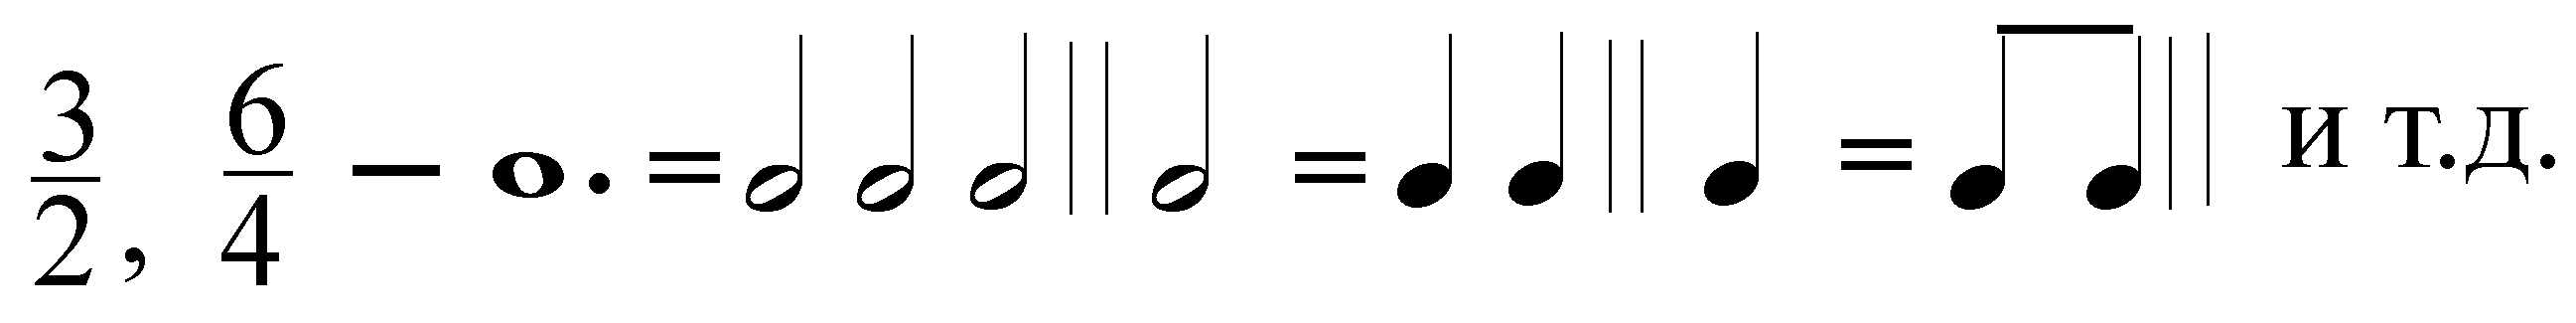 3/2, 6/4 – 𝅝. = 𝅗𝅥 𝅗𝅥 𝅗𝅥 || 𝅗𝅥 = ♩ ♩ || ♩ = ♫ || и т.д.